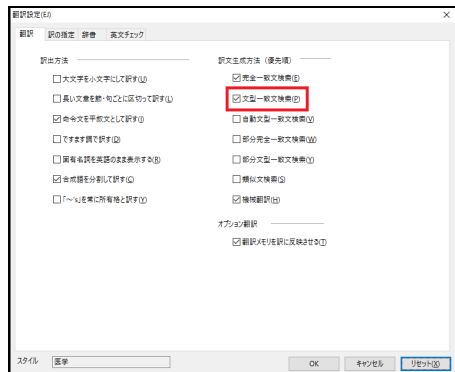 翻訳設定(EJ)
翻訳 訳の指定 辞書 英文チェック
訳出方法
大文字を小文字にして訳す(U)
長い文章を節・句ごとに区切って訳す(L)
命令文を平叙文として訳す(I)
ですます調で訳す(D)
固有名詞を英語のまま表示する(R)
合成語を分割して訳す(C)
「～'s」を常に所有格と訳す(Y)
訳文生成方法（優先順）
完全一致文検索(E)
文型一致文検索(P)
自動文型一致文検索(V)
部分完全一致文検索(W)
部分文型一致文検索(Y)
類似文検索(S)
機械翻訳(H)
オプション翻訳
翻訳メモリを訳に反映させる(T)
スタイル 医学
OK キャンセル リセット(X)